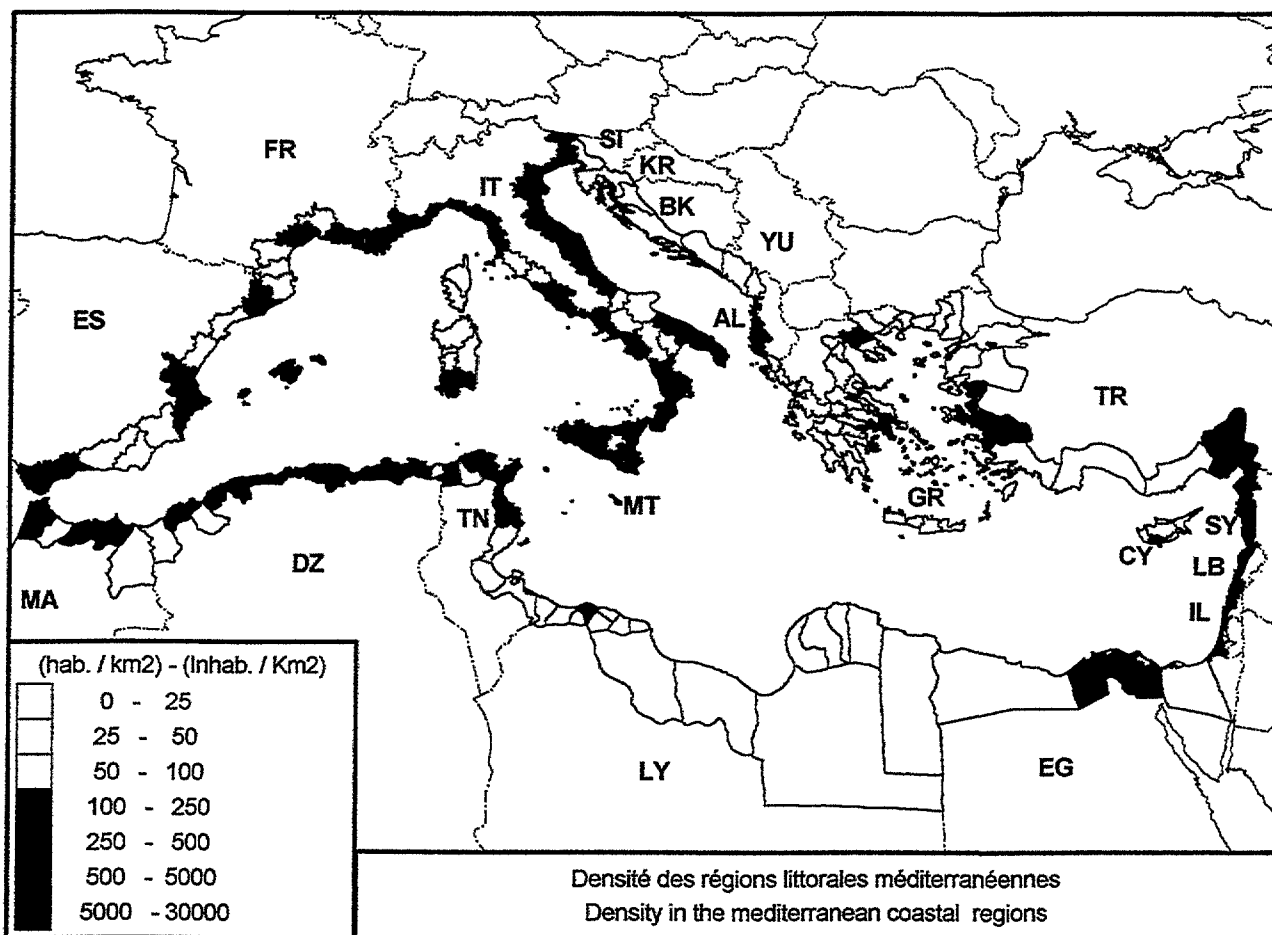 FR
SI
KR
IT
BK
YU
ES
AL
TR
GR
MT
TN
SY
CY
LB
DZ
IL
MA
LY
EG
(hab. / km2) - (Inhab. / Km2)
0 - 25
25 - 50
50 - 100
100 - 250
250 - 500
500 - 5000
5000 - 30000
Densité des régions littorales méditerranéennes
Density in the mediterranean coastal regions